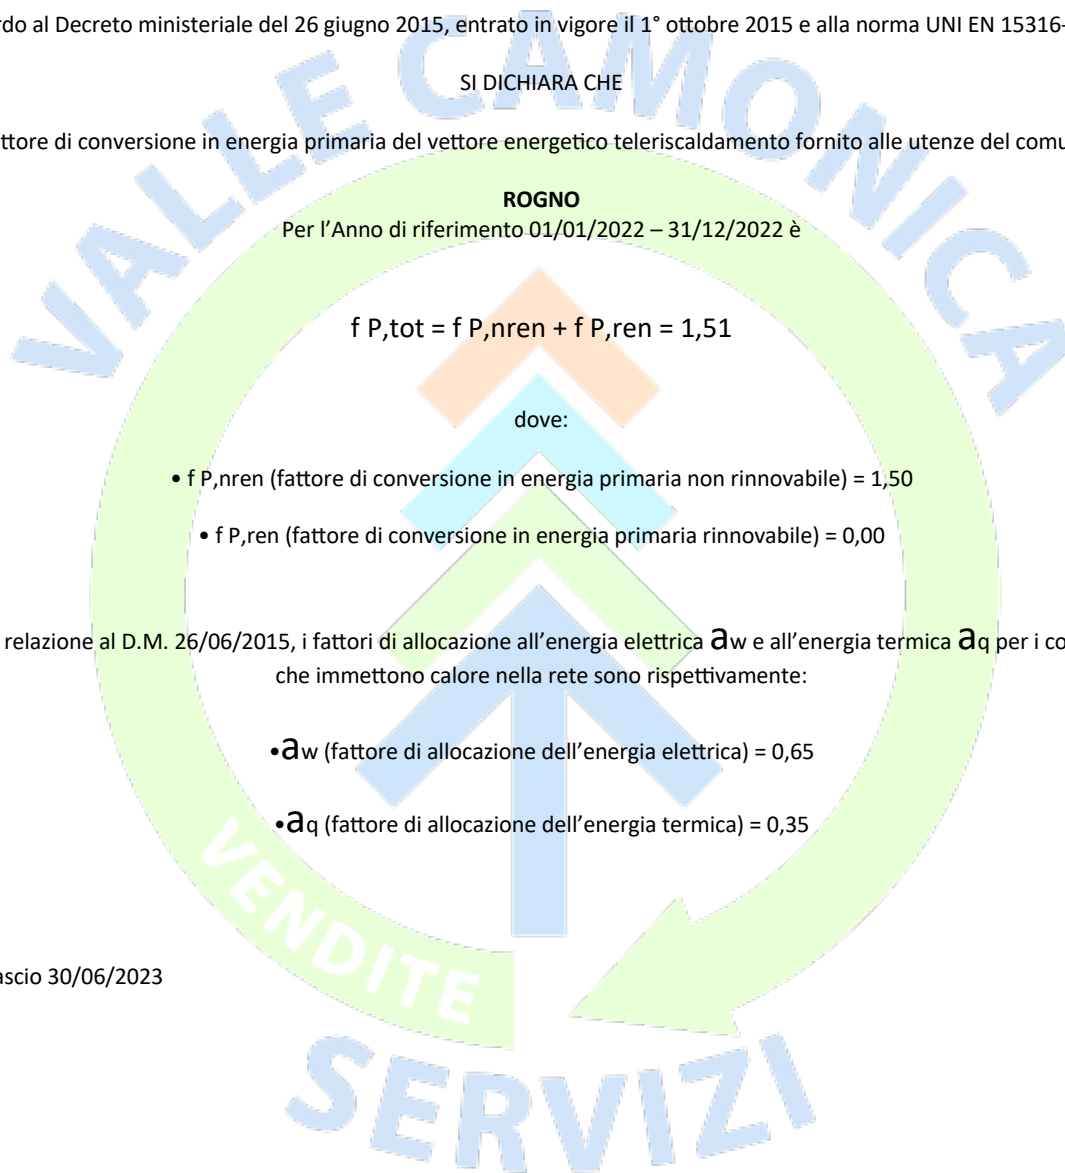 rdo al Decreto ministeriale del 26 giugno 2015, entrato in vigore il 1° ottobre 2015 e alla norma UNI EN 15316-
SI DICHIARA CHE
ttore di conversione in energia primaria del vettore energetico teleriscaldamento fornito alle utenze del comu
ROGNO
Per l'Anno di riferimento 01/01/2022 – 31/12/2022 è
f P,tot = f P,nren + f P,ren = 1,51
dove:
• f P,nren (fattore di conversione in energia primaria non rinnovabile) = 1,50
• f P,ren (fattore di conversione in energia primaria rinnovabile) = 0,00
relazione al D.M. 26/06/2015, i fattori di allocazione all'energia elettrica aw e all'energia termica aq per i co
che immettono calore nella rete sono rispettivamente:
•aw (fattore di allocazione dell'energia elettrica) = 0,65
•aq (fattore di allocazione dell'energia termica) = 0,35
ascio 30/06/2023
VALLE CAMONICA
VENDITE
SERVIZI